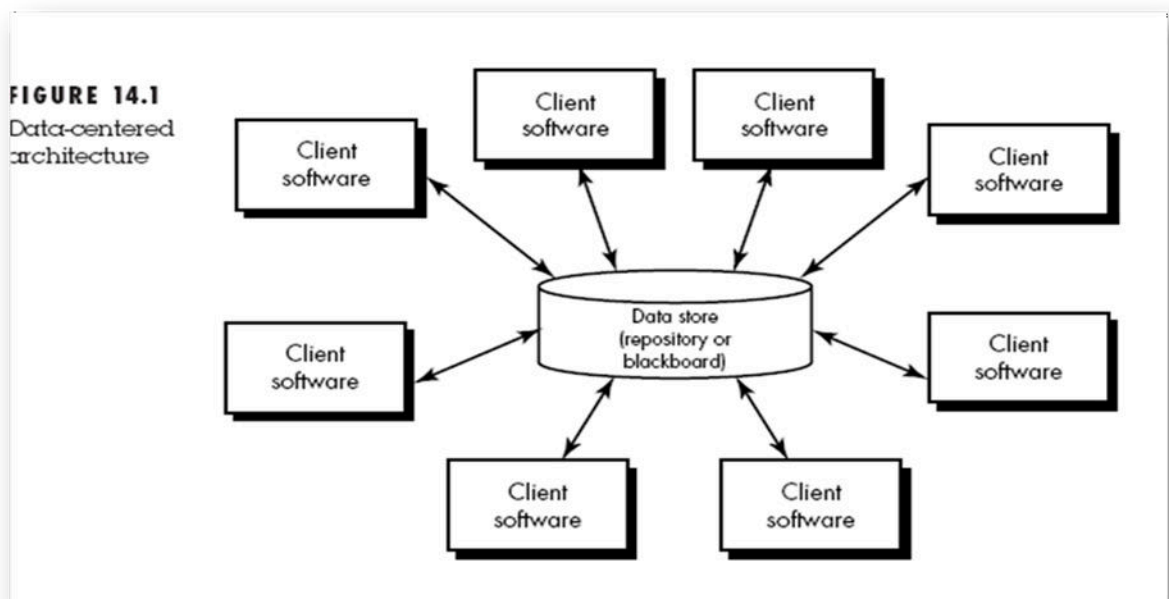 FIGURE 14.1
Data-centered
architecture
Client
software
Client
software
Client
software
Client
software
Data store
(repository or
blackboard)
Client
software
Client
software
Client
software
Client
software